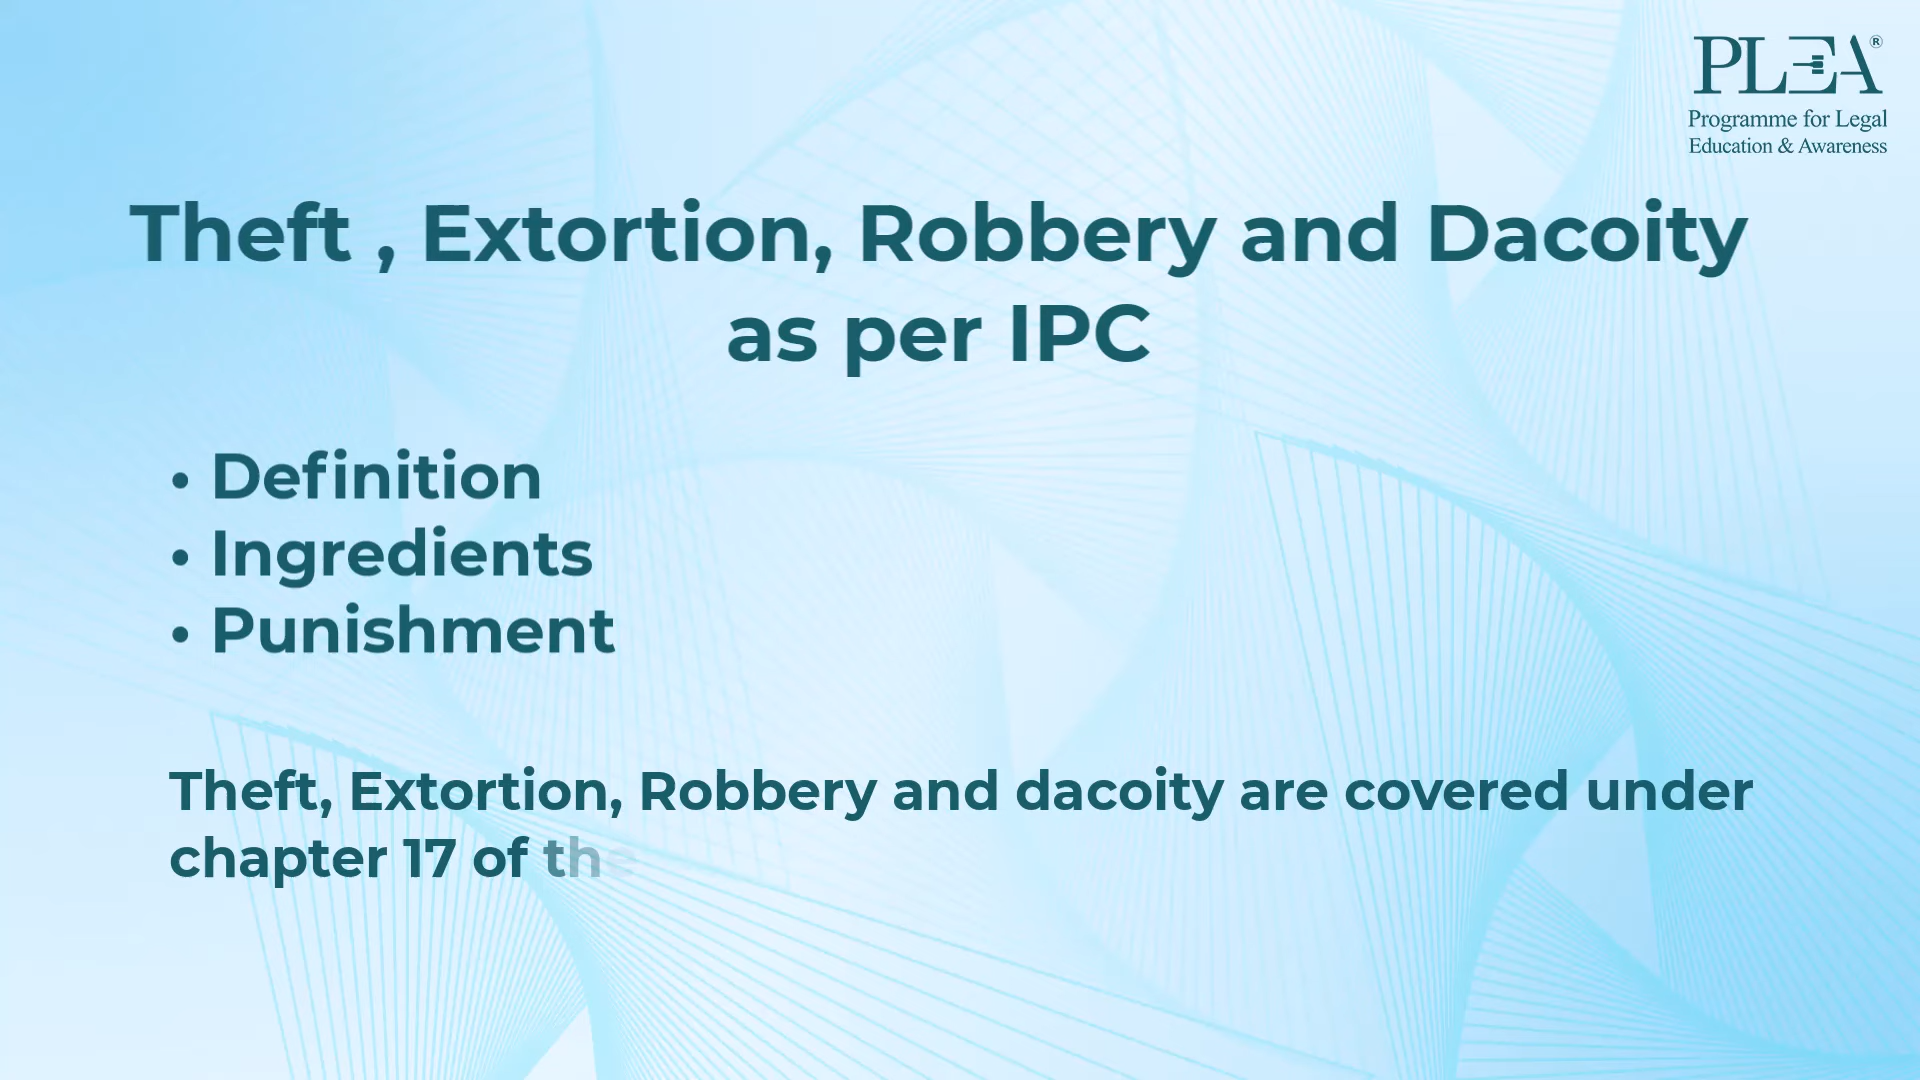 PLEA®
Programme for Legal
Education & Awareness
Theft , Extortion, Robbery and Dacoity
as per IPC
• Definition
• Ingredients
• Punishment
Theft, Extortion, Robbery and dacoity are covered under
chapter 17 of the